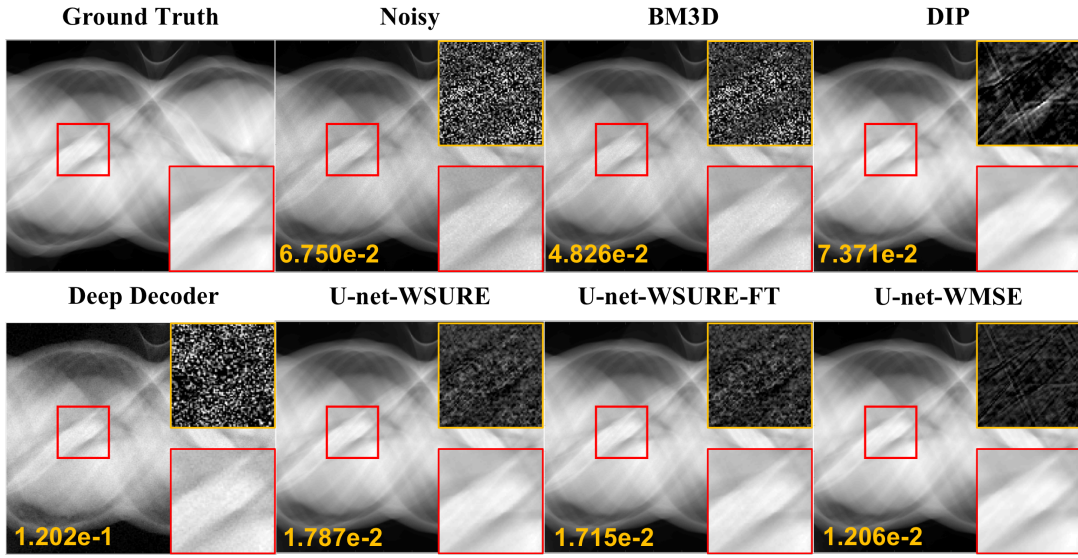 Ground Truth
Noisy
BM3D
DIP
6.750e-2
4.826e-2
7.371e-2
Deep Decoder
U-net-WSURE
U-net-WSURE-FT
U-net-WMSE
1.202e-1
1.787e-2
1.715e-2
1.206e-2